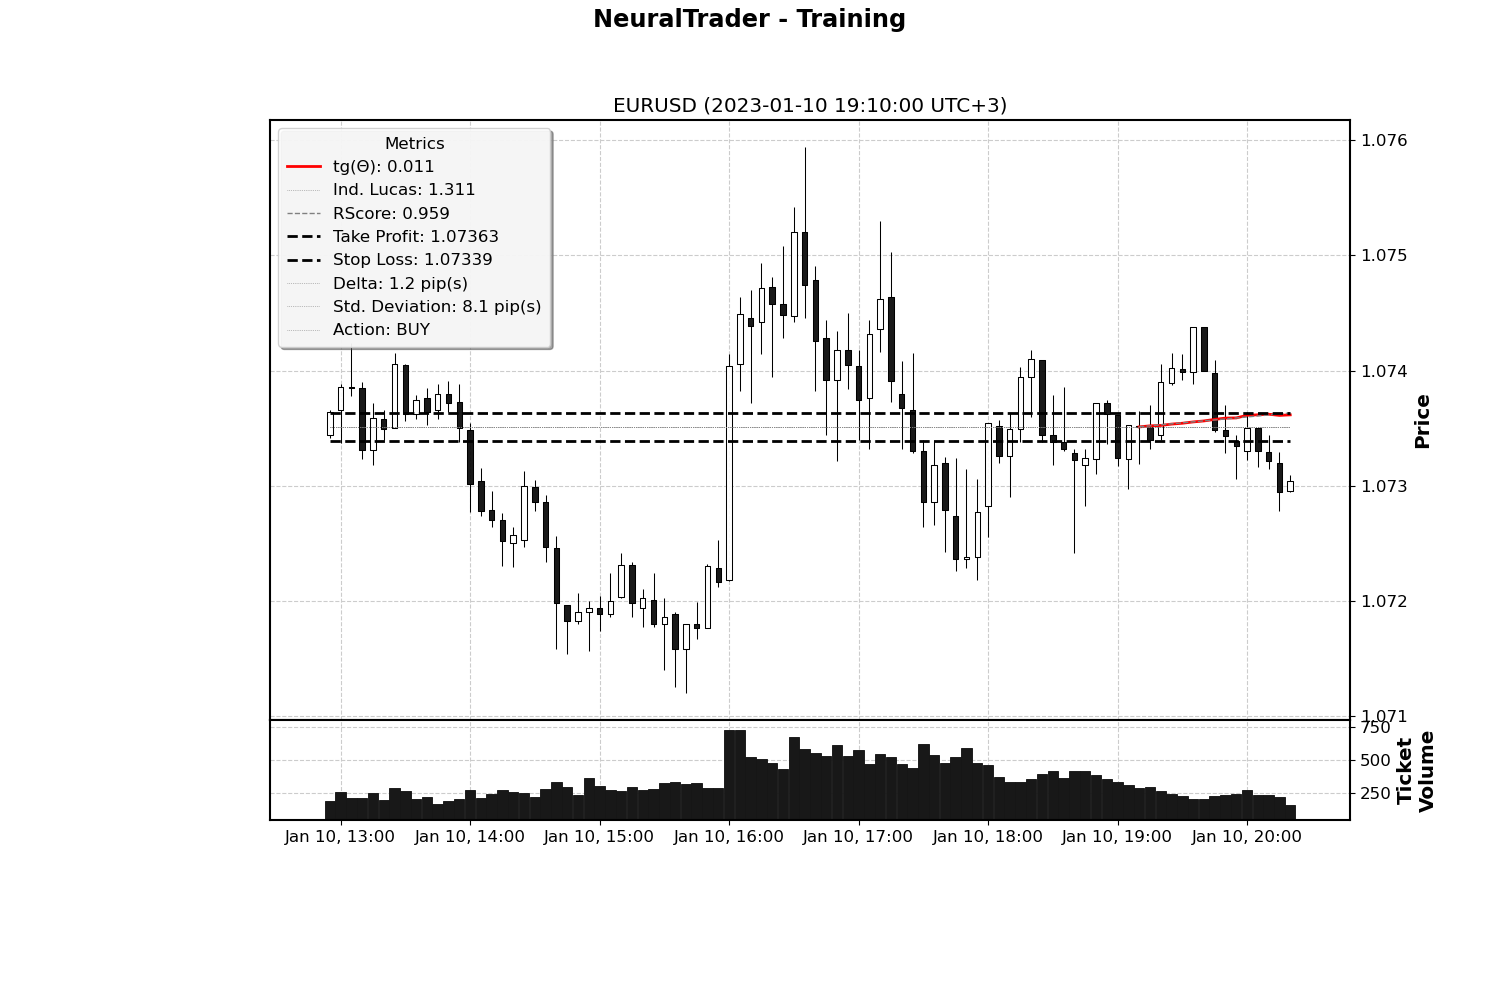 NeuralTrader - Training
EURUSD (2023-01-10 19:10:00 UTC+3)
Metrics
tg(Θ): 0.011
Ind. Lucas: 1.311
RScore: 0.959
Take Profit: 1.07363
Stop Loss: 1.07339
Delta: 1.2 pip(s)
Std. Deviation: 8.1 pip(s)
Action: BUY
1.076
1.075
1.074
1.073
1.072
1.071
Price
750
500
250
Ticket
Volume
Jan 10, 13:00
Jan 10, 14:00
Jan 10, 15:00
Jan 10, 16:00
Jan 10, 17:00
Jan 10, 18:00
Jan 10, 19:00
Jan 10, 20:00